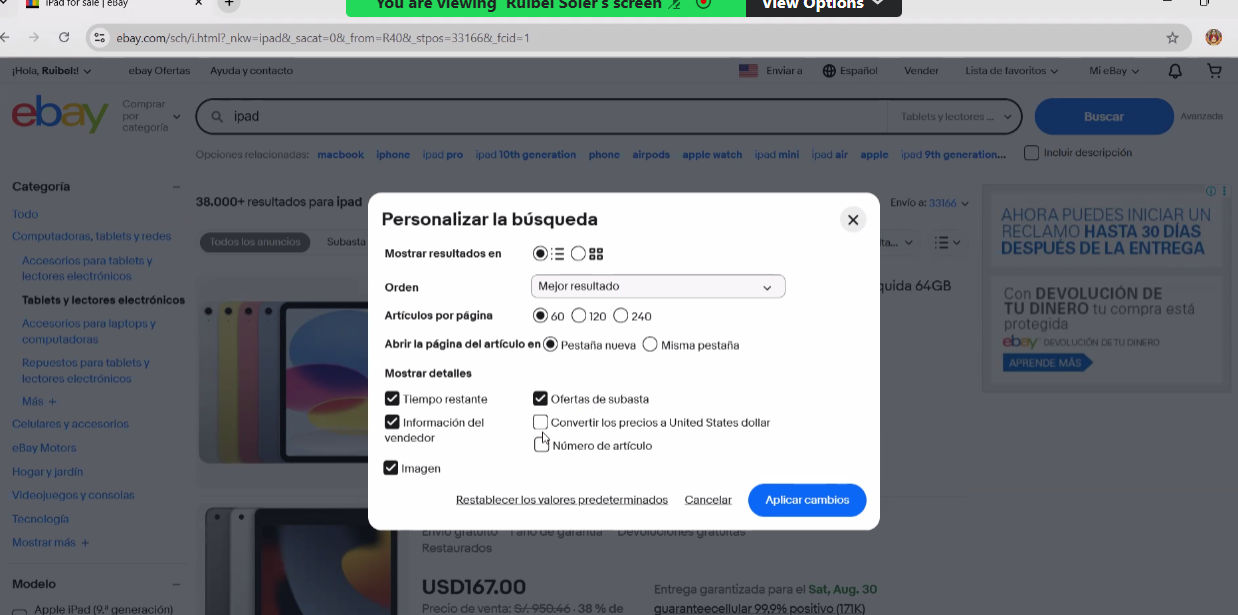 iPad for sale | eBay
You are viewing Ruibel Soler's screen
View Options
ebay.com/sch/i.html?_nkw=ipad&_sacat=0&_from=R40&_stpos=33166&_fcid=1
¡Hola, Ruibel:!
ebay Ofertas
Ayuda y contacto
Enviar a
Español
Vender
Lista de favoritos
Mi eBay
ebay
Comprar
por
categoría
ipad
Tablets y lectores ...
Buscar
Avanzada
Opciones relacionadas: macbook iphone ipad pro ipad 10th generation phone airpods apple watch ipad mini ipad air apple ipad 9th generation...
Incluir descripción
Categoría
Todo
Computadoras, tablets y redes
Accesorios para tablets y
lectores electrónicos
Tablets y lectores electrónicos
Accesorios para laptops y
computadoras
Repuestos para tablets y
lectores electrónicos
Más +
Celulares y accesorios
eBay Motors
Hogar y jardín
Videojuegos y consolas
Tecnología
Mostrar más +
Modelo
Apple iPad (9.ª generación)
38.000+ resultados para ipad
Envío a: 33166
Todos los anuncios
Subasta
ta...
quida 64GB
Personalizar la búsqueda
Mostrar resultados en
Orden
Mejor resultado
Artículos por página
60 120 240
Abrir la página del artículo en Pestaña nueva Misma pestaña
Mostrar detalles
Tiempo restante
Ofertas de subasta
Información del
vendedor
Convertir los precios a United States dollar
Número de artículo
Imagen
Restablecer los valores predeterminados
Cancelar
Aplicar cambios
Envío gratuito · 1 año de garantía · Devoluciones gratuitas
Restaurados
USD167.00
Precio de venta: S/. 950.46 · 38 % de
Entrega garantizada para el Sat, Aug. 30
guaranteecellular 99,9% positivo (171K)
AHORA PUEDES INICIAR UN
RECLAMO HASTA 30 DÍAS
DESPUÉS DE LA ENTREGA
Con DEVOLUCIÓN DE
TU DINERO tu compra está
protegida
ebay DEVOLUCIÓN DE TU DINERO
APRENDE MÁS